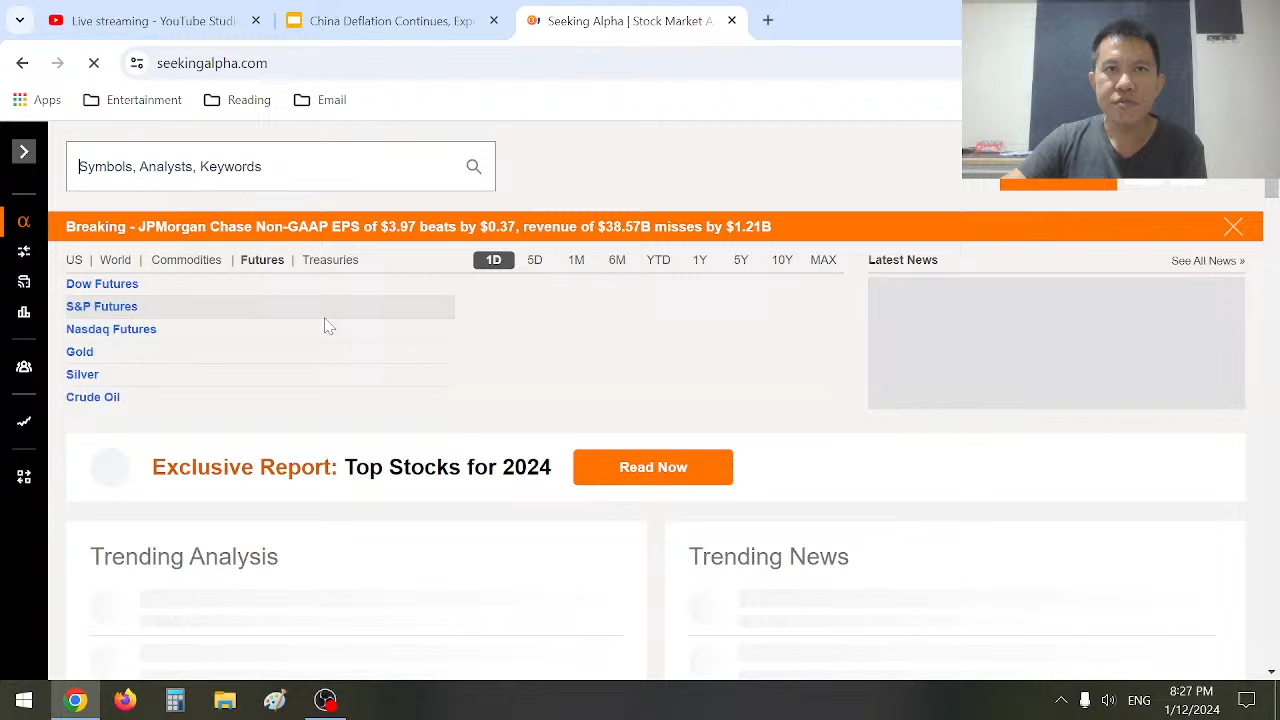 Live streaming - YouTube Studi
China Deflation Continues, Exp
Seeking Alpha | Stock Market A
seekingalpha.com
Apps
Entertainment
Reading
Email
Symbols, Analysts, Keywords
Breaking - JPMorgan Chase Non-GAAP EPS of $3.97 beats by $0.37, revenue of $38.57B misses by $1.21B
US | World | Commodities | Futures | Treasuries
1D 5D 1M 6M YTD 1Y 5Y 10Y MAX
Latest News
See All News »
Dow Futures
S&P Futures
Nasdaq Futures
Gold
Silver
Crude Oil
Exclusive Report: Top Stocks for 2024
Read Now
Trending Analysis
Trending News
ENG
8:27 PM
1/12/2024